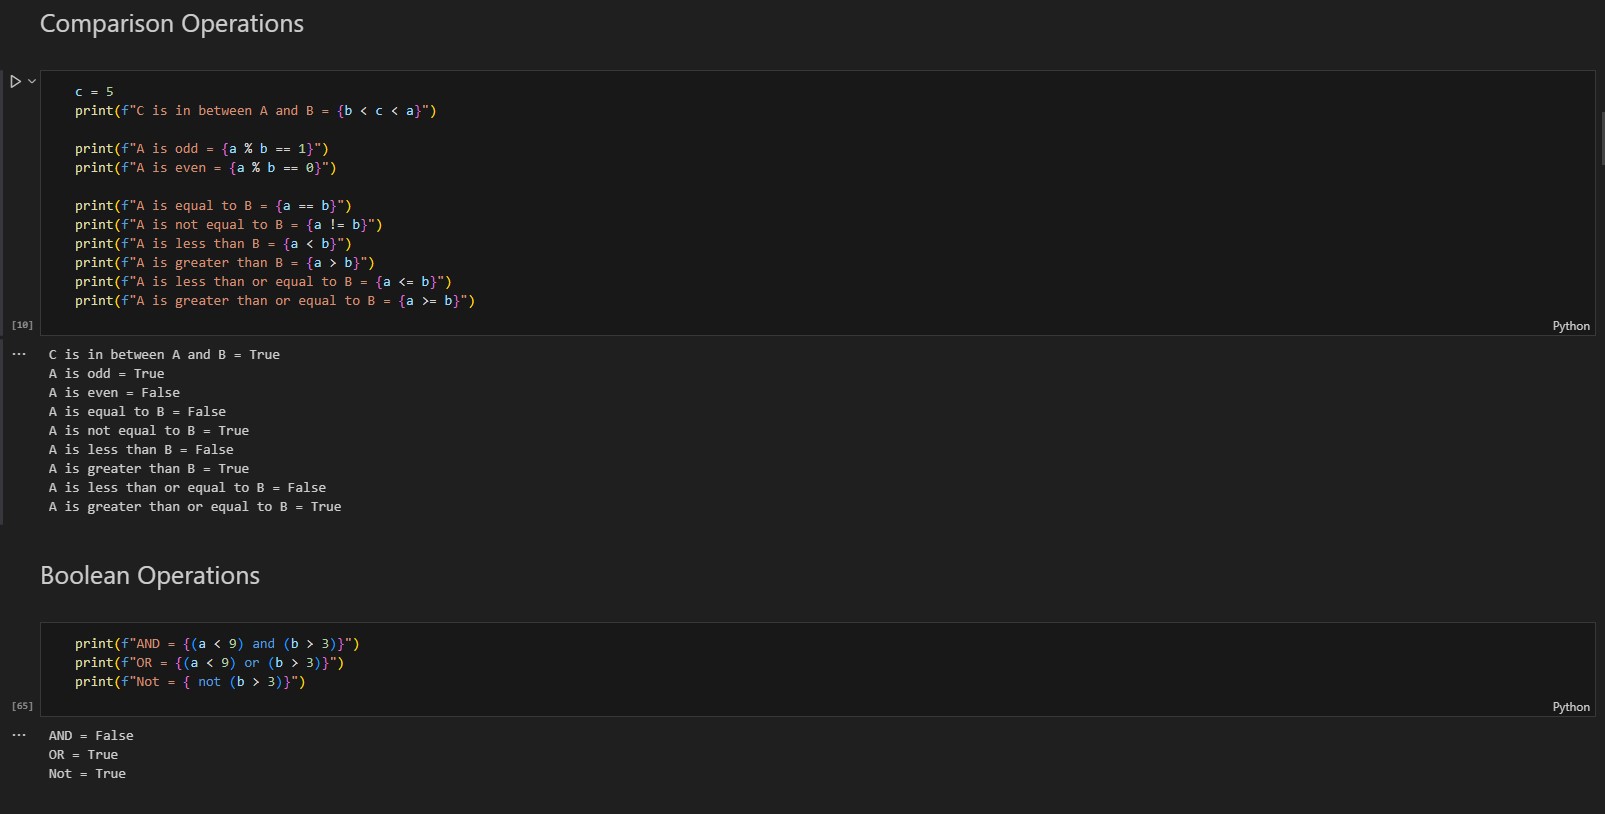 Comparison Operations
c = 5
print(f"C is in between A and B = {b < c < a}")
print(f"A is odd = {a % b == 1}")
print(f"A is even = {a % b == 0}")
print(f"A is equal to B = {a == b}")
print(f"A is not equal to B = {a != b}")
print(f"A is less than B = {a < b}")
print(f"A is greater than B = {a > b}")
print(f"A is less than or equal to B = {a <= b}")
print(f"A is greater than or equal to B = {a >= b}")
[10]
Python
C is in between A and B = True
A is odd = True
A is even = False
A is equal to B = False
A is not equal to B = True
A is less than B = False
A is greater than B = True
A is less than or equal to B = False
A is greater than or equal to B = True
Boolean Operations
print(f"AND = {(a < 9) and (b > 3)}")
print(f"OR = {(a < 9) or (b > 3)}")
print(f"Not = { not (b > 3)}")
[65]
Python
AND = False
OR = True
Not = True